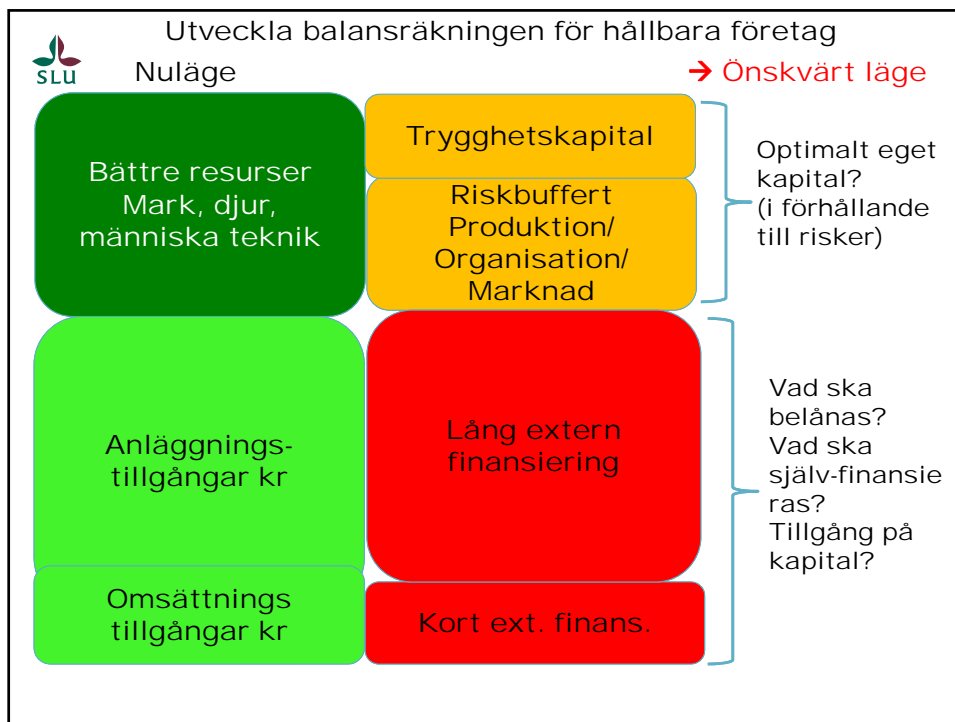 Utveckla balansräkningen för hållbara företag
SLU
Nuläge
→ Önskvärt läge
Bättre resurser
Mark, djur,
människa teknik
Trygghetskapital
Riskbuffert
Produktion/
Organisation/
Marknad
Optimalt eget
kapital?
(i förhållande
till risker)
Anläggnings-
tillgångar kr
Lång extern
finansiering
Vad ska
belånas?
Vad ska
själv-finansie
ras?
Tillgång på
kapital?
Omsättnings
tillgångar kr
Kort ext. finans.